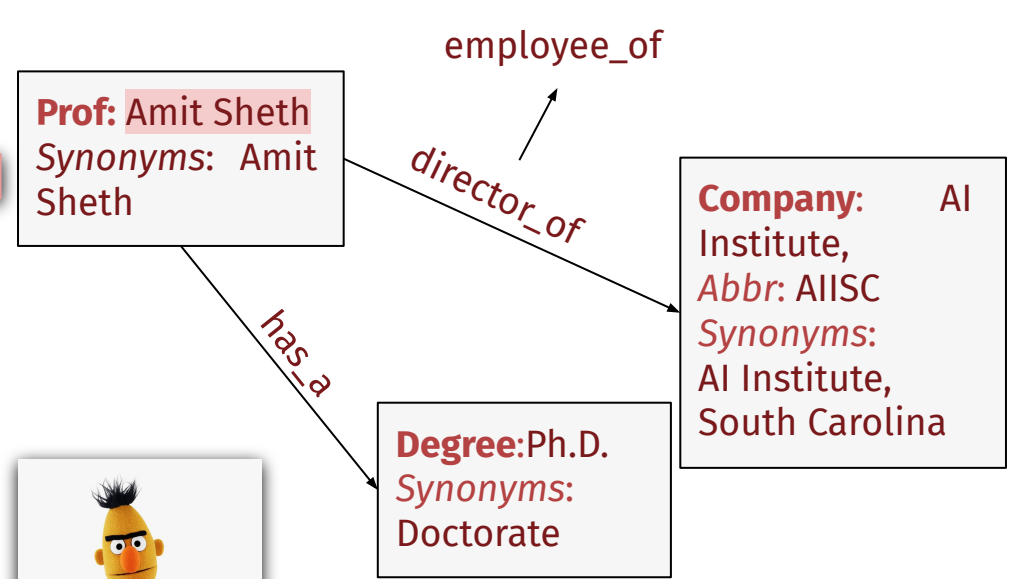 employee_of
Prof: Amit Sheth
Synonyms: Amit
Sheth
director_of
Company: AI
Institute,
Abbr: AIISC
Synonyms:
AI Institute,
South Carolina
has_a
Degree:Ph.D.
Synonyms:
Doctorate